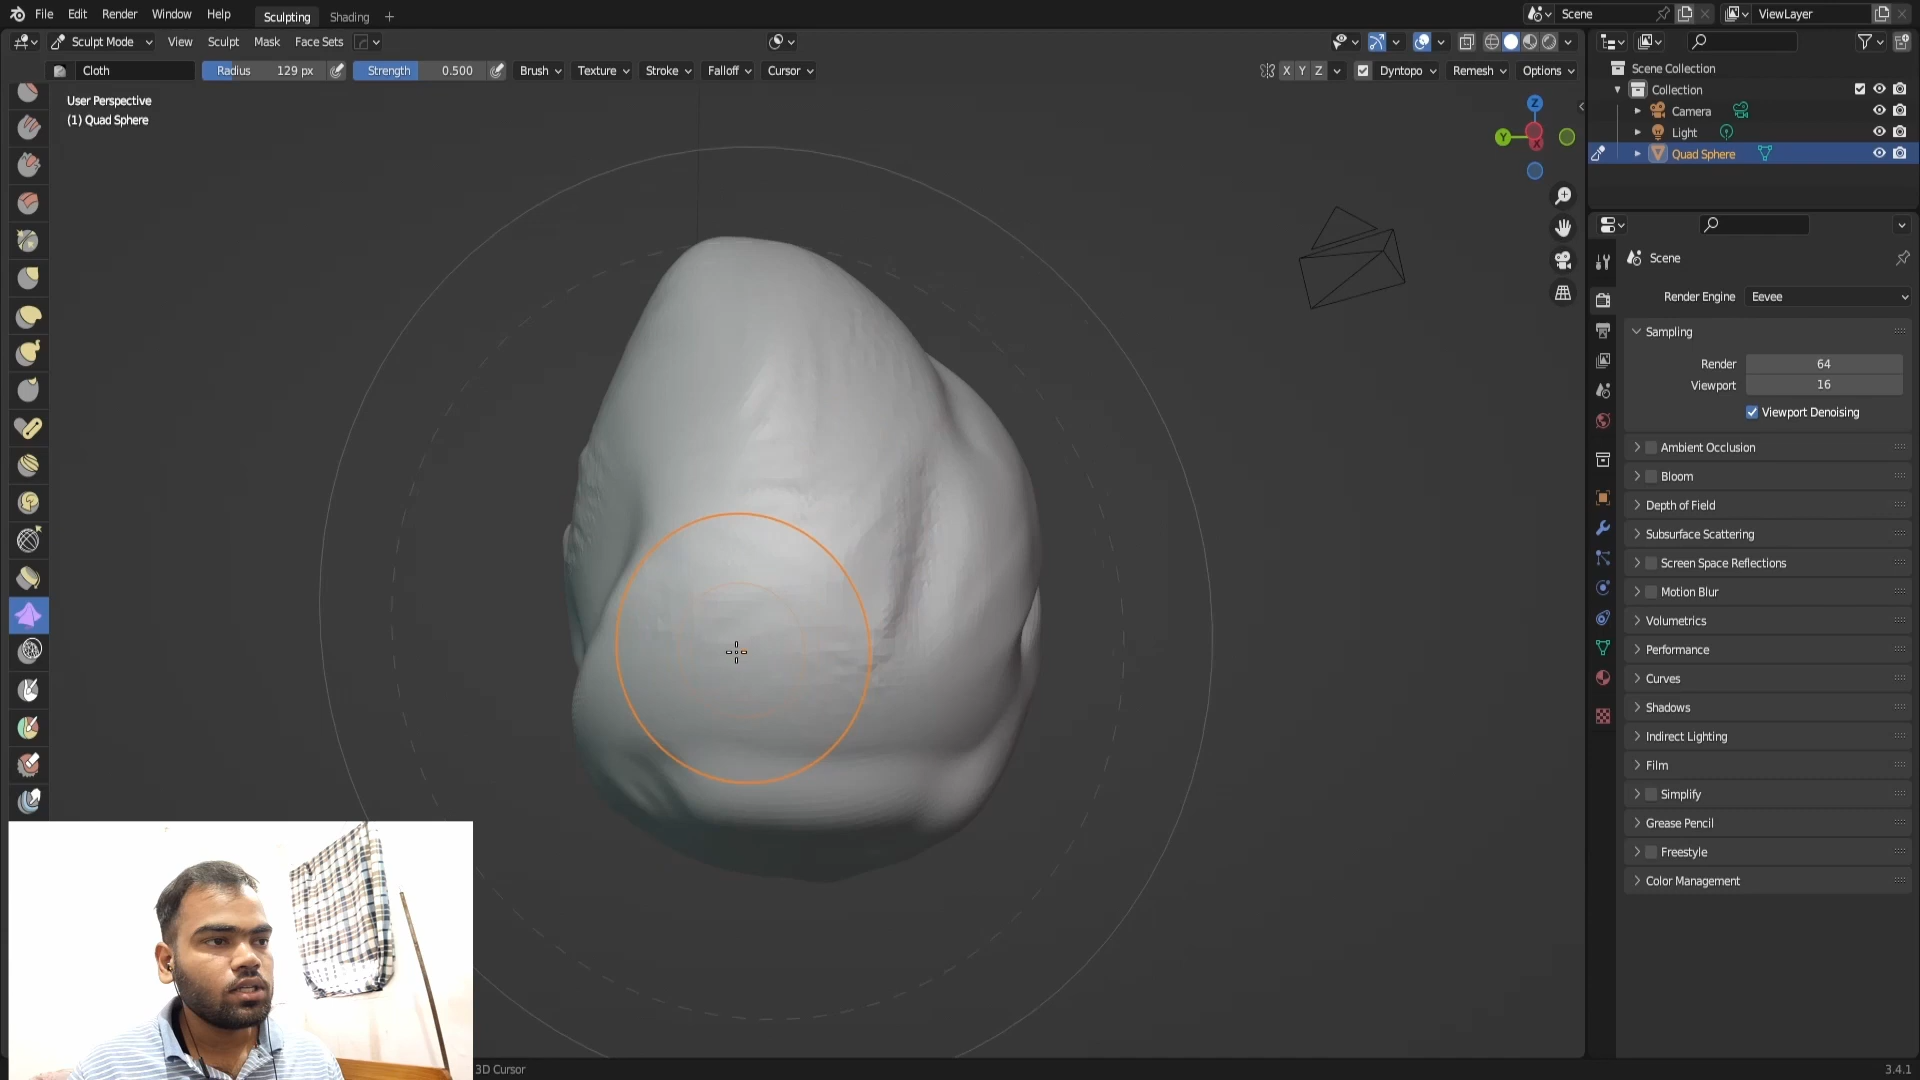 File Edit Render Window Help Sculpting Shading + Scene ViewLayer
Sculpt Mode View Sculpt Mask Face Sets
Cloth Radius 129 px Strength 0.500 Brush Texture Stroke Falloff Cursor X Y Z Dyntopo Remesh Options
User Perspective
(1) Quad Sphere
Z
Y
X
Scene Collection
Collection
Camera
Light
Quad Sphere
Scene
Render Engine Eevee
Sampling
Render 64
Viewport 16
Viewport Denoising
Ambient Occlusion
Bloom
Depth of Field
Subsurface Scattering
Screen Space Reflections
Motion Blur
Volumetrics
Performance
Curves
Shadows
Indirect Lighting
Film
Simplify
Grease Pencil
Freestyle
Color Management
3D Cursor
3.4.1